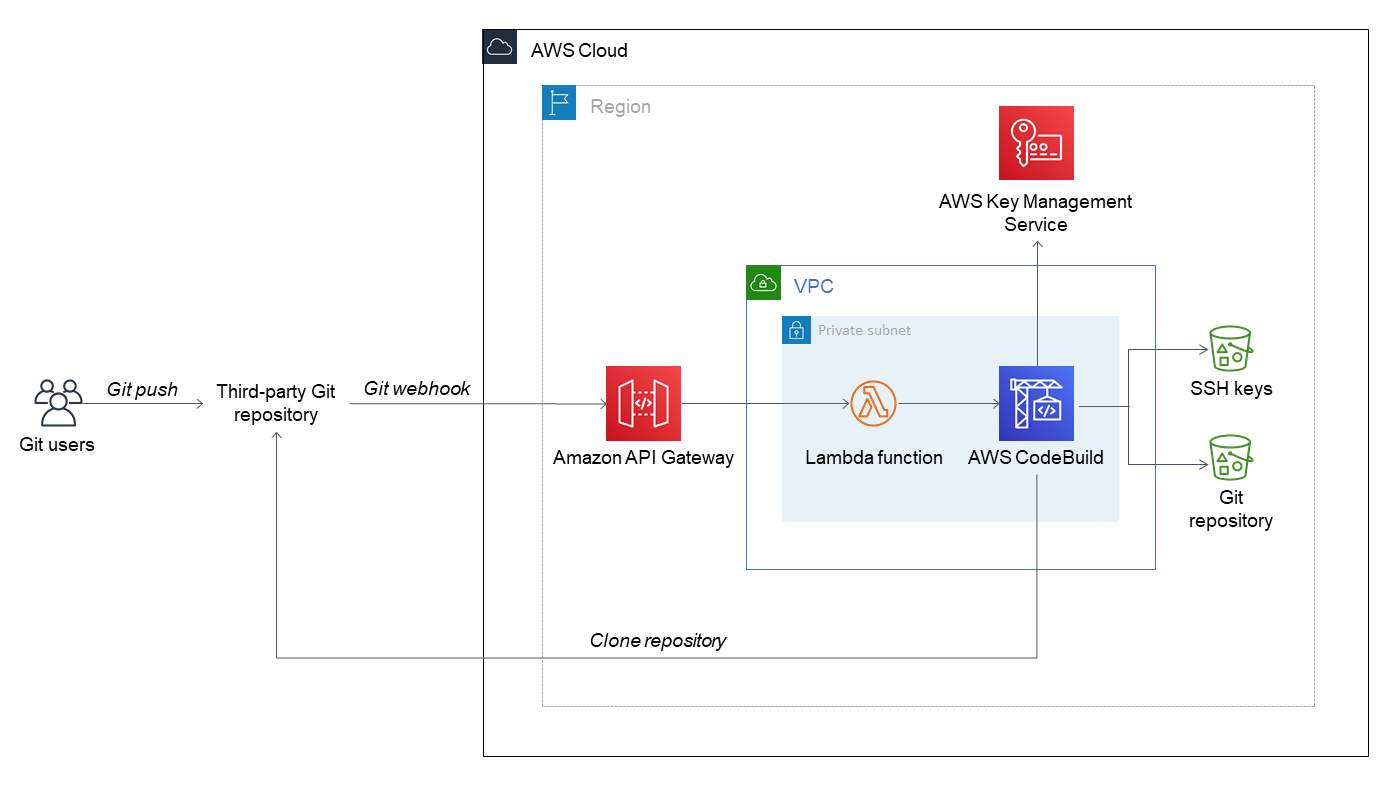 AWS Cloud
Region
AWS Key Management
Service
VPC
Private subnet
Git users
Git push
Third-party Git
repository
Git webhook
Amazon API Gateway
Lambda function
AWS CodeBuild
SSH keys
Git
repository
Clone repository